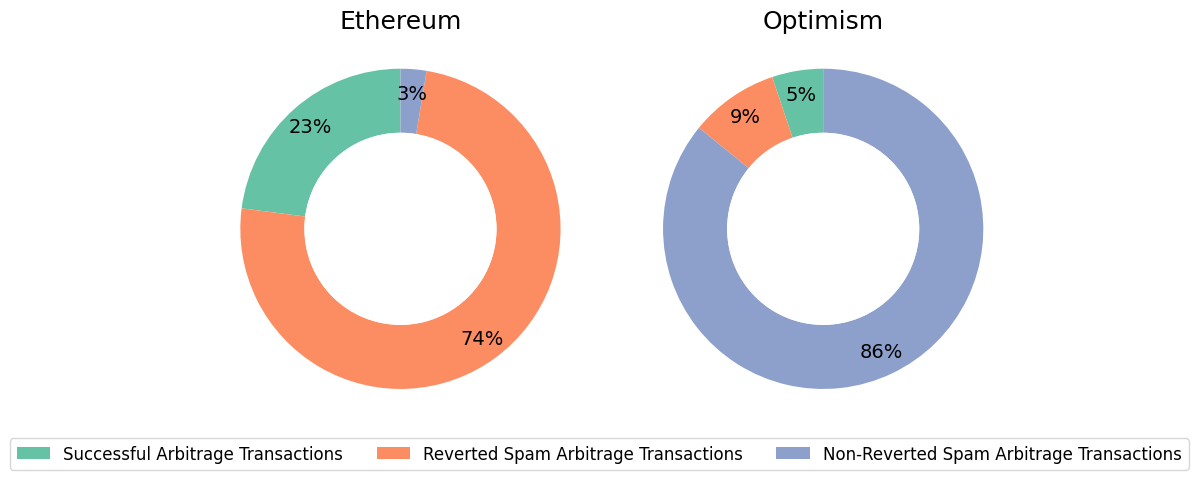 Ethereum
Optimism
3%
23%
74%
5%
9%
86%
Successful Arbitrage Transactions
Reverted Spam Arbitrage Transactions
Non-Reverted Spam Arbitrage Transactions